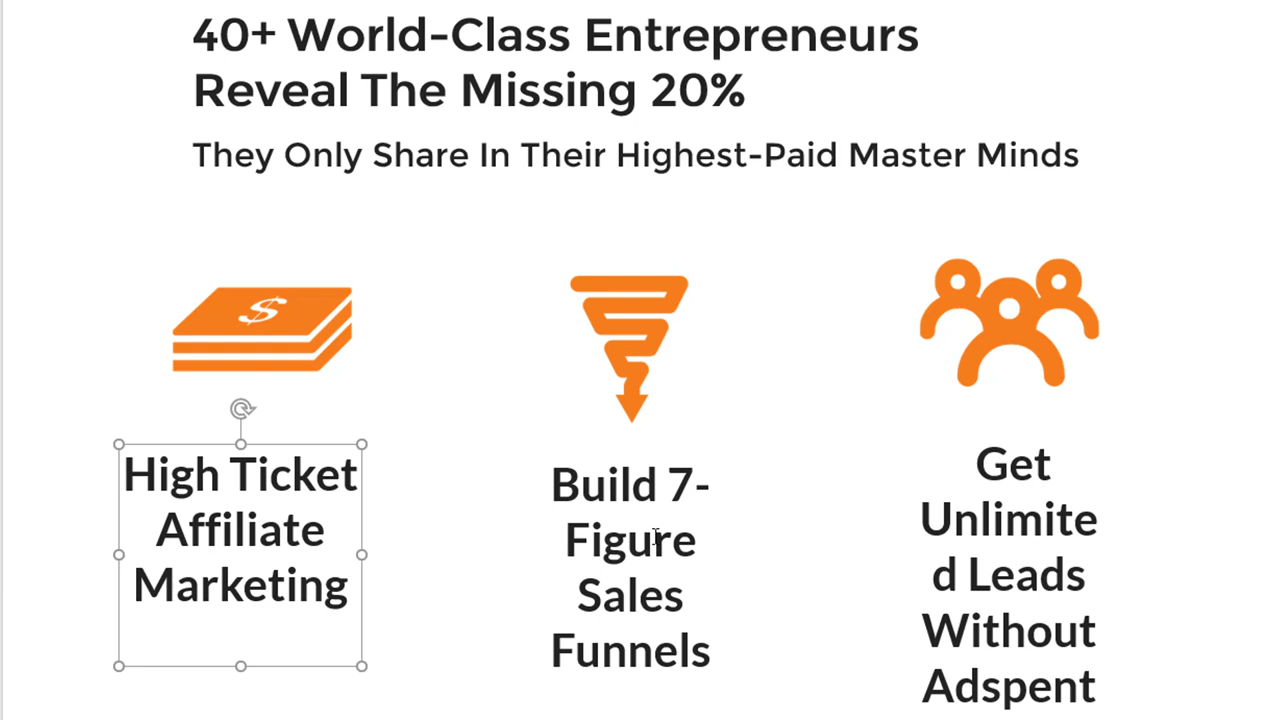 40+ World-Class Entrepreneurs
Reveal The Missing 20%
They Only Share In Their Highest-Paid Master Minds
$
High Ticket
Affiliate
Marketing
Build 7-
Figure
Sales
Funnels
Get
Unlimite
d Leads
Without
Adspent